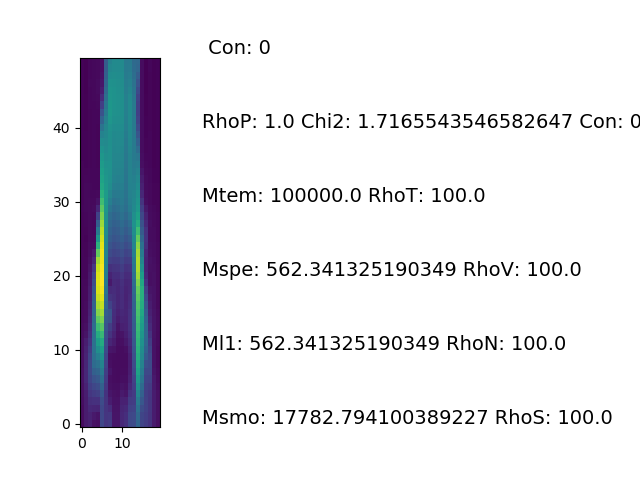 Con: 0
RhoP: 1.0 Chi2: 1.7165543546582647 Con: 0
40
Mtem: 100000.0 RhoT: 100.0
30
Mspe: 562.341325190349 RhoV: 100.0
20
Ml1: 562.341325190349 RhoN: 100.0
10
Msmo: 17782.794100389227 RhoS: 100.0
0
0 10